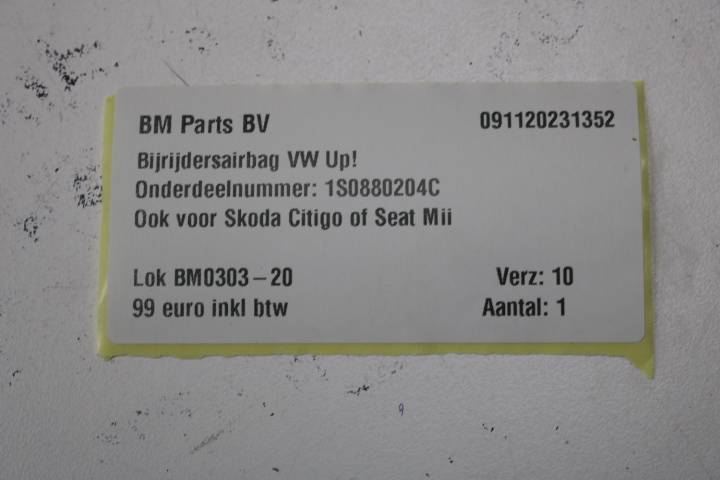 BM Parts BV 091120231352
Bijrijdersairbag VW Up!
Onderdeelnummer: 1S0880204C
Ook voor Skoda Citigo of Seat Mii
Lok BM0303-20 Verz: 10
99 euro inkl btw Aantal: 1